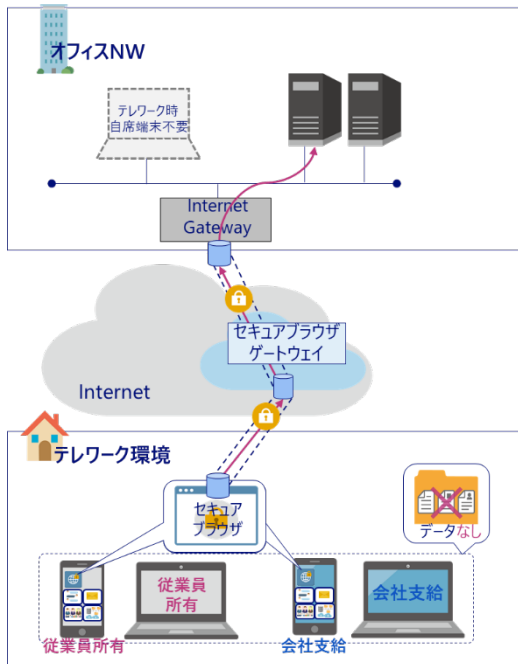 オフィスNW
テレワーク時
自席端末不要
Internet
Gateway
セキュアブラウザ
ゲートウェイ
Internet
テレワーク環境
セキュア
ブラウザ
データなし
従業員
所有
会社支給
従業員所有
会社支給